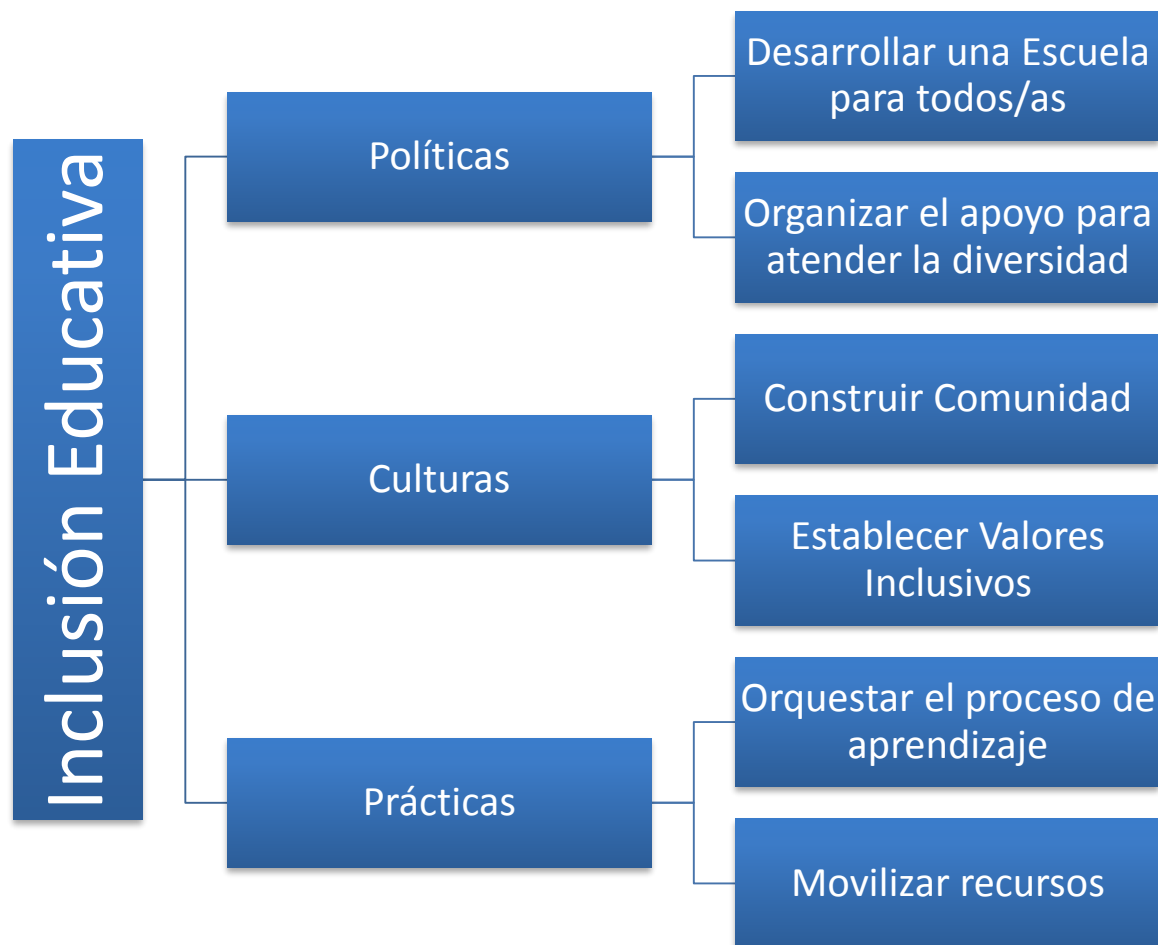 Inclusión Educativa
Políticas
Desarrollar una Escuela
para todos/as
Organizar el apoyo para
atender la diversidad
Culturas
Construir Comunidad
Establecer Valores
Inclusivos
Prácticas
Orquestar el proceso de
aprendizaje
Movilizar recursos